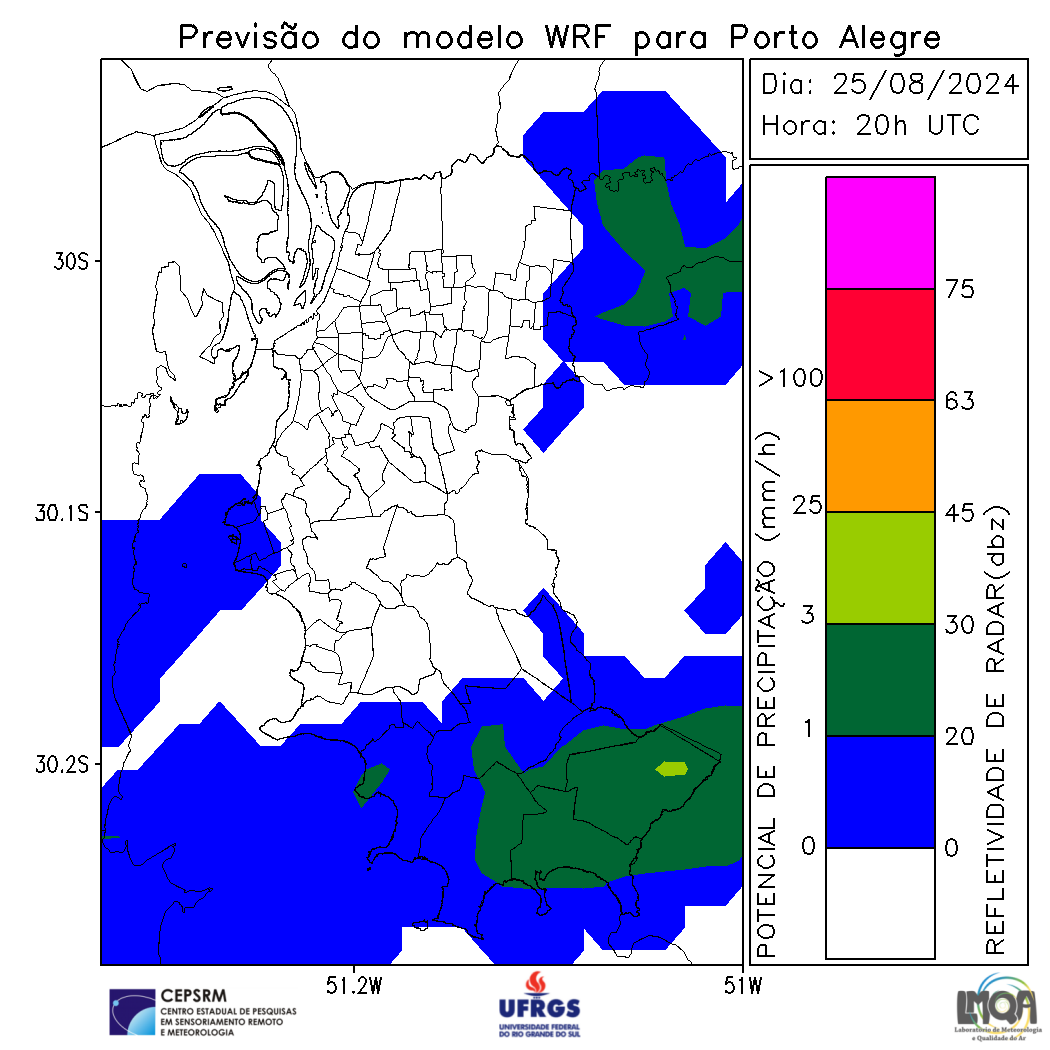 Previsão do modelo WRF para Porto Alegre
Dia: 25/08/2024
Hora: 20h UTC
30S
30.1S
30.2S
51.2W
51W
POTENCIAL DE PRECIPITAÇÃO (mm/h)
>100
25
3
1
0
75
63
45
30
20
0
REFLETIVIDADE DE RADAR(dbz)
CEPSRM
CENTRO ESTADUAL DE PESQUISAS
EM SENSORIAMENTO REMOTO
E METEOROLOGIA
UFRGS
UNIVERSIDADE FEDERAL
DO RIO GRANDE DO SUL
LMQA
Laboratório de Meteorologia
e Qualidade do Ar